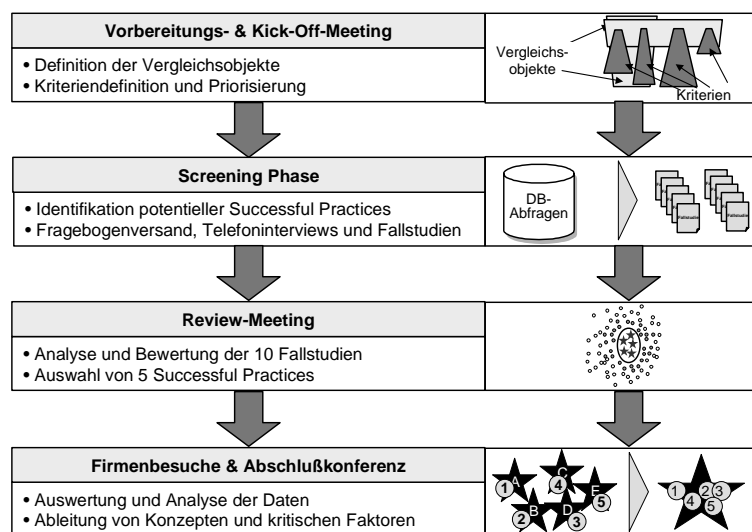 Vorbereitungs- & Kick-Off-Meeting
• Definition der Vergleichsobjekte
• Kriteriendefinition und Priorisierung
Vergleichs-
objekte
Kriterien
Screening Phase
• Identifikation potentieller Successful Practices
• Fragebogenversand, Telefoninterviews und Fallstudien
DB-
Abfragen
Fallstudie
Fallstudie
Review-Meeting
• Analyse und Bewertung der 10 Fallstudien
• Auswahl von 5 Successful Practices
Firmenbesuche & Abschlußkonferenz
• Auswertung und Analyse der Daten
• Ableitung von Konzepten und kritischen Faktoren
A
1
C
4
E
5
B
2
D
3
1
2
3
4
5